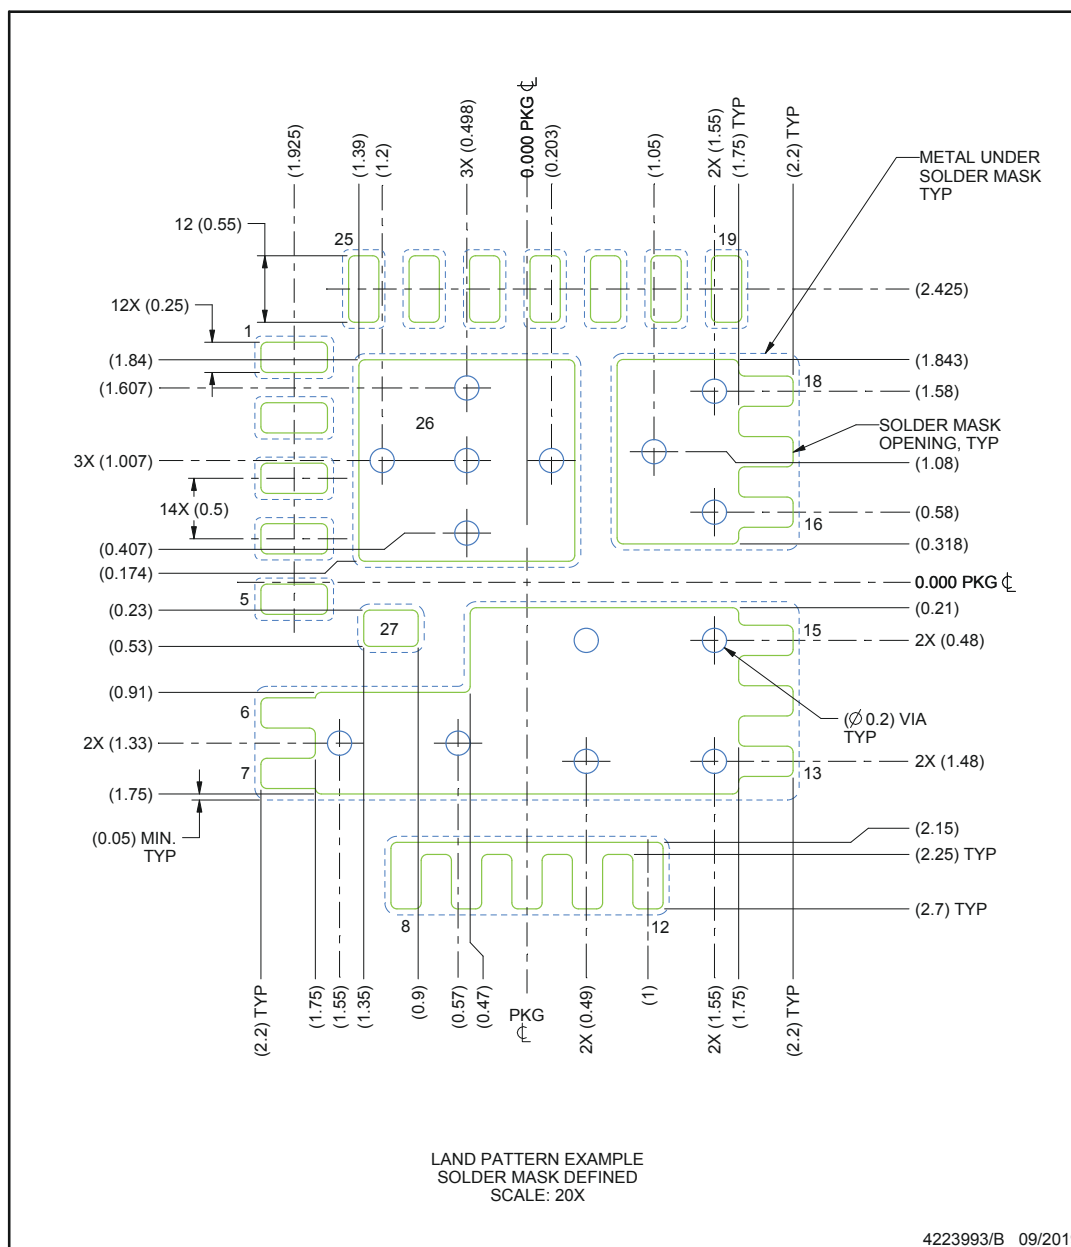 (1.925)
(1.39)
(1.2)
3X (0.498)
0.000 PKG ℄
(0.203)
(1.05)
2X (1.55)
(1.75) TYP
(2.2) TYP
METAL UNDER
SOLDER MASK
TYP
12 (0.55)
25
19
(2.425)
12X (0.25)
1
(1.84)
(1.843)
(1.607)
18
(1.58)
26
SOLDER MASK
OPENING, TYP
3X (1.007)
(1.08)
14X (0.5)
16
(0.58)
(0.407)
(0.318)
(0.174)
0.000 PKG ℄
5
(0.23)
(0.21)
27
15
(0.53)
2X (0.48)
(0.91)
6
(Ø 0.2) VIA
TYP
2X (1.33)
7
13
2X (1.48)
(1.75)
(0.05) MIN.
TYP
(2.15)
(2.25) TYP
(2.7) TYP
8
12
(2.2) TYP
(1.75)
(1.55)
(1.35)
(0.9)
(0.57)
(0.47)
PKG
℄
2X (0.49)
(1)
2X (1.55)
(1.75)
(2.2) TYP
LAND PATTERN EXAMPLE
SOLDER MASK DEFINED
SCALE: 20X
4223993/B 09/201